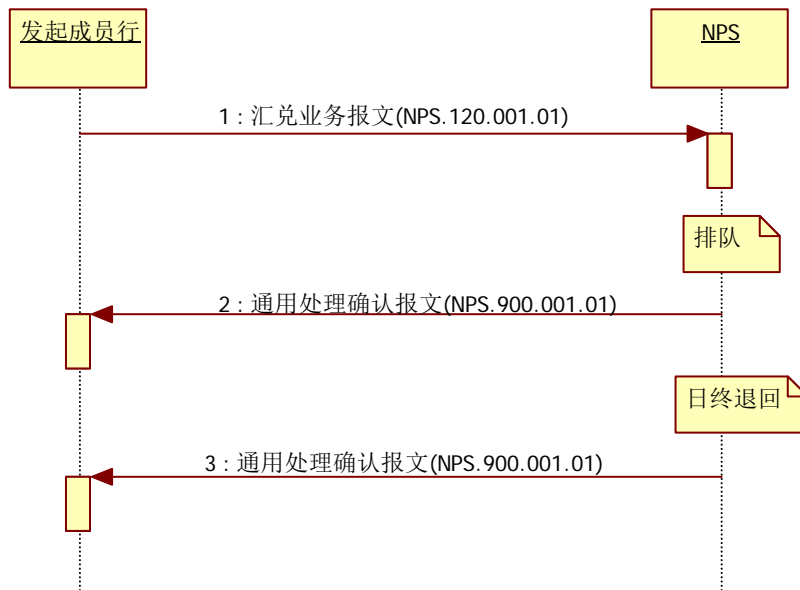 发起成员行
NPS
1 : 汇兑业务报文(NPS.120.001.01)
排队
2 : 通用处理确认报文(NPS.900.001.01)
日终退回
3 : 通用处理确认报文(NPS.900.001.01)